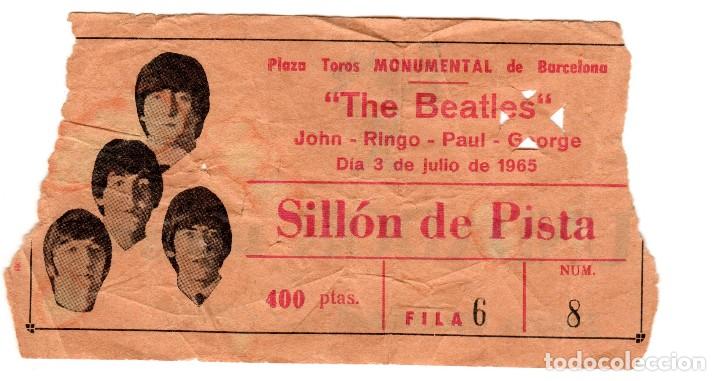 Plaza Toros MONUMENTAL de Barcelona
"The Beatles"
John - Ringo - Paul - George
Día 3 de julio de 1965
Sillón de Pista
400 ptas.
FILA 6
NUM.
8
todocoleccion